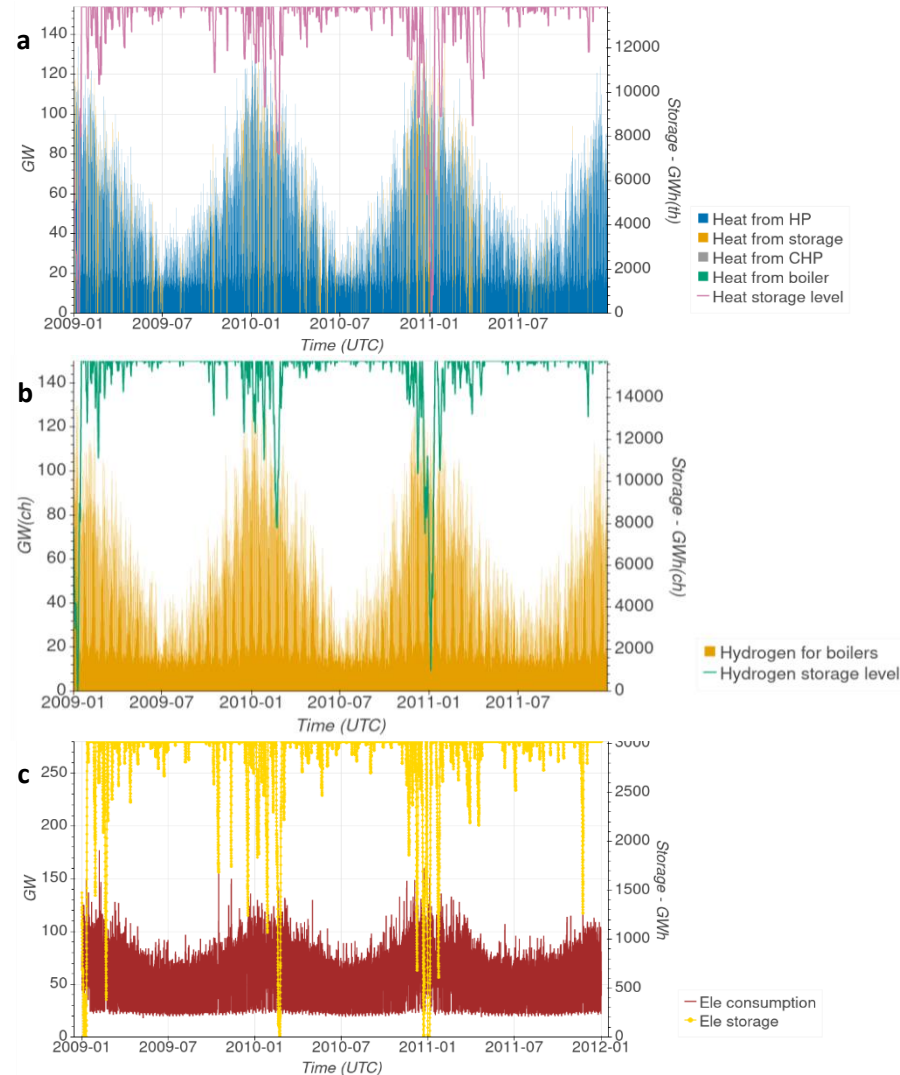 a
140
120
100
80
60
40
20
0
GW
12000
10000
8000
6000
4000
2000
0
Storage - GWh(th)
2009-01 2009-07 2010-01 2010-07 2011-01 2011-07
Time (UTC)
Heat from HP
Heat from storage
Heat from CHP
Heat from boiler
Heat storage level
b
140
120
100
80
60
40
20
0
GW(ch)
14000
12000
10000
8000
6000
4000
2000
0
Storage - GWh(ch)
2009-01 2009-07 2010-01 2010-07 2011-01 2011-07
Time (UTC)
Hydrogen for boilers
Hydrogen storage level
c
250
200
150
100
50
0
GW
3000
2500
2000
1500
1000
500
0
Storage - GWh
2009-01 2009-07 2010-01 2010-07 2011-01 2011-07 2012-01
Time (UTC)
Ele consumption
Ele storage